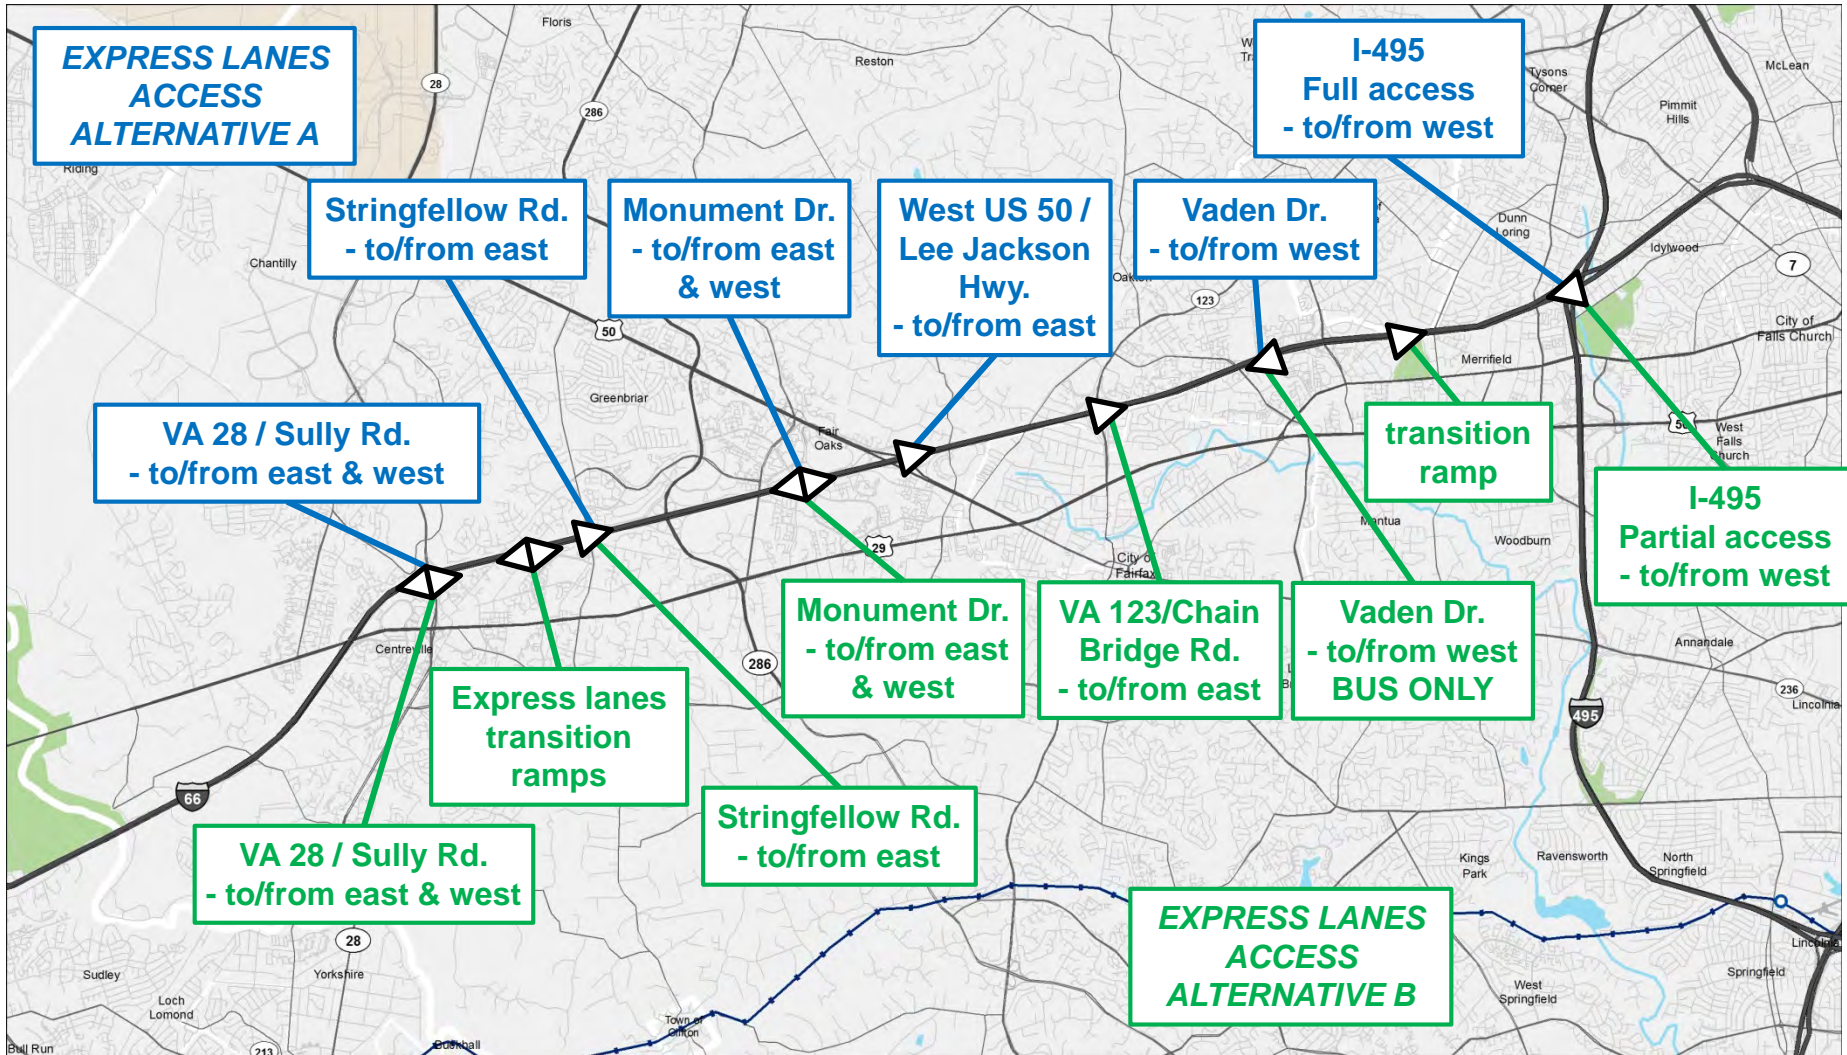 EXPRESS LANES
ACCESS
ALTERNATIVE A
I-495
Full access
- to/from west
Stringfellow Rd.
- to/from east
Monument Dr.
- to/from east
& west
West US 50 /
Lee Jackson
Hwy.
- to/from east
Vaden Dr.
- to/from west
VA 28 / Sully Rd.
- to/from east & west
transition
ramp
I-495
Partial access
- to/from west
Monument Dr.
- to/from east
& west
VA 123/Chain
Bridge Rd.
- to/from east
Vaden Dr.
- to/from west
BUS ONLY
Express lanes
transition
ramps
Stringfellow Rd.
- to/from east
VA 28 / Sully Rd.
- to/from east & west
EXPRESS LANES
ACCESS
ALTERNATIVE B
Floris
Reston
28
286
Riding
Chantilly
50
Greenbriar
Fair
Oaks
123
Tysons
Corner
McLean
Pimmit
Hills
Dunn
Loring
Idylwood
7
City of
Falls Church
Merrifield
West
Falls
Church
29
City of
Fairfax
Mantua
Woodburn
Centreville
286
Annandale
236
Lincolnia
495
66
Kings
Park
Ravensworth
North
Springfield
28
Sudley
Yorkshire
Loch
Lomond
Town of
Clifton
West
Springfield
Springfield
Lincolnia
Bull Run
213
Buckhall